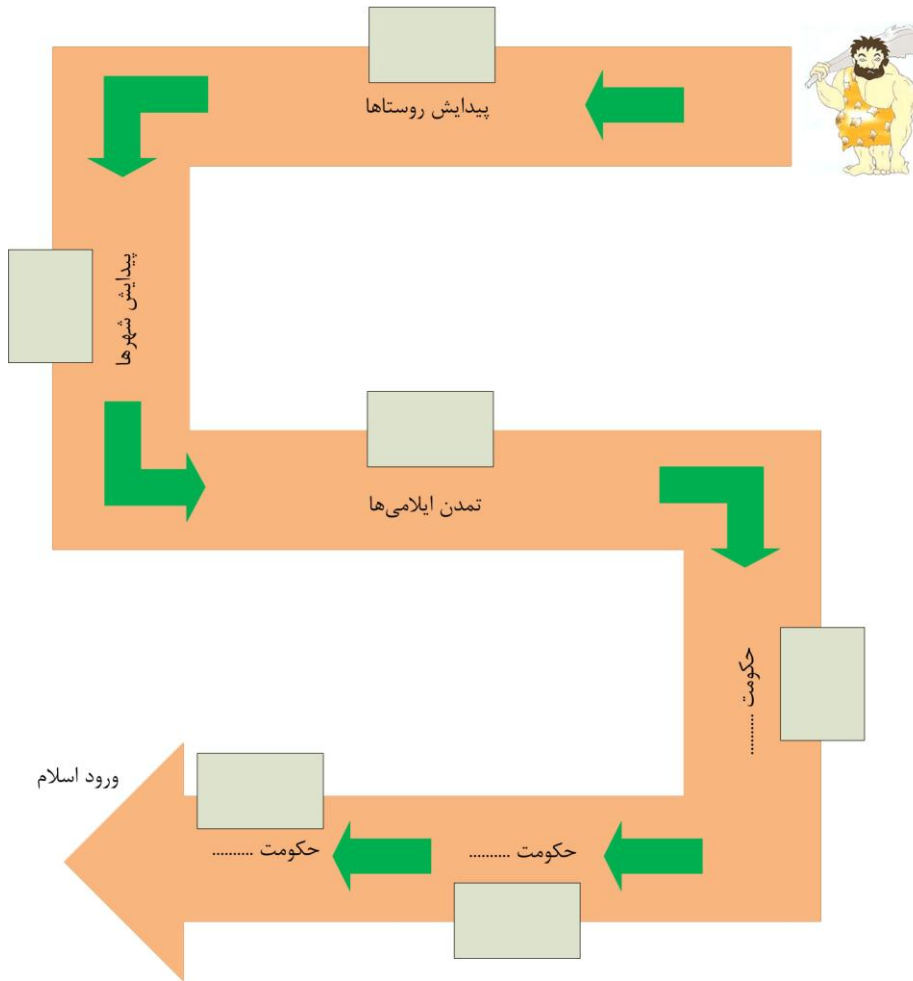 پیدایش روستاها
پیدایش شهرها
تمدن ایلامی‌ها
حکومت ..........
حکومت ..........
حکومت ..........
ورود اسلام